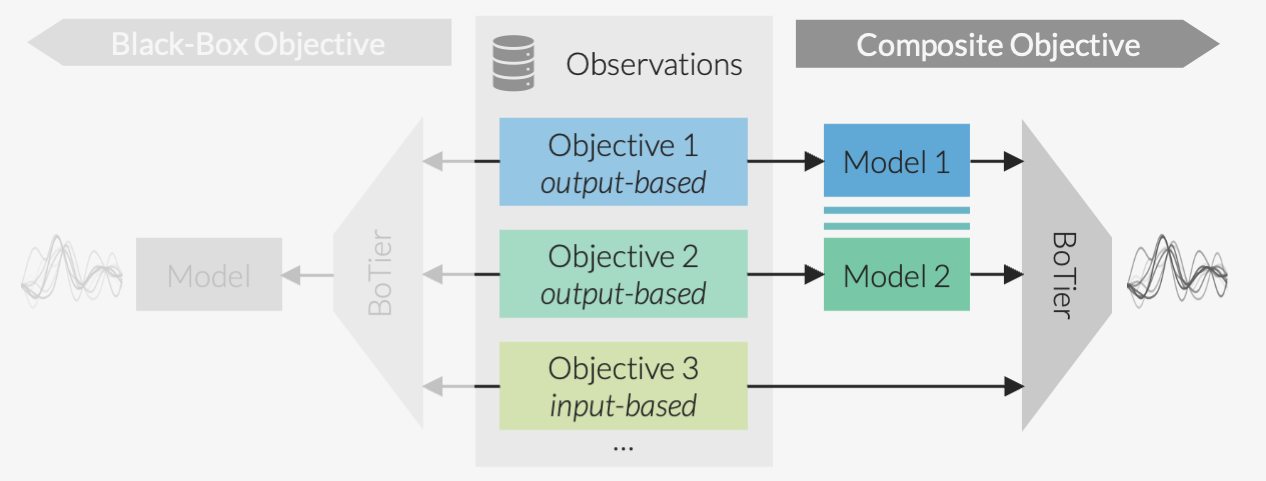 Black-Box Objective
Observations
Composite Objective
Objective 1
output-based
Model 1
Objective 2
output-based
Model
BoTier
Model 2
BoTier
Objective 3
input-based
...